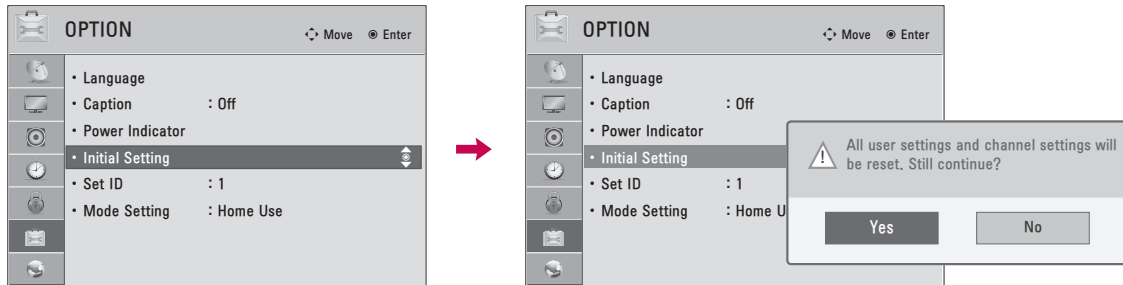 OPTION
Move Enter
• Language
• Caption : Off
• Power Indicator
• Initial Setting
• Set ID : 1
• Mode Setting : Home Use
OPTION
Move Enter
• Language
• Caption : Off
• Power Indicator
• Initial Setting
• Set ID : 1
• Mode Setting : Home U
All user settings and channel settings will
be reset. Still continue?
Yes No